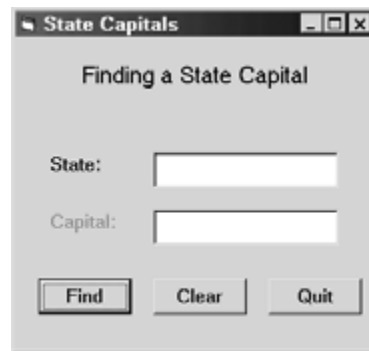 State Capitals
Finding a State Capital
State:
Capital:
Find Clear Quit